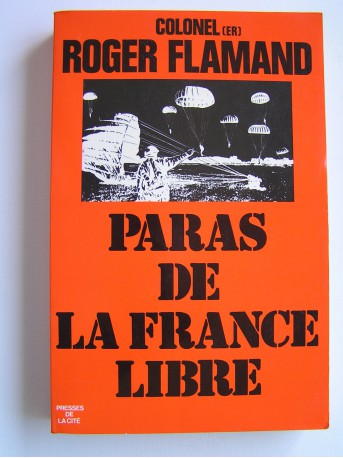 COLONEL (ER)
ROGER FLAMAND
PARAS
DE
LA FRANCE
LIBRE
PRESSES
DE
LA CITÉ